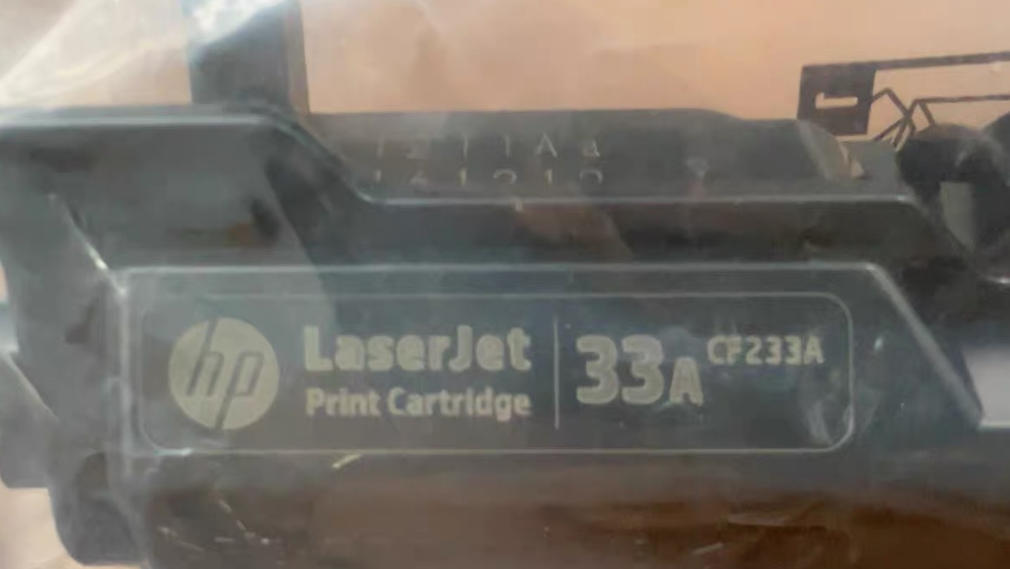 hp
LaserJet
Print Cartridge
33A CF233A